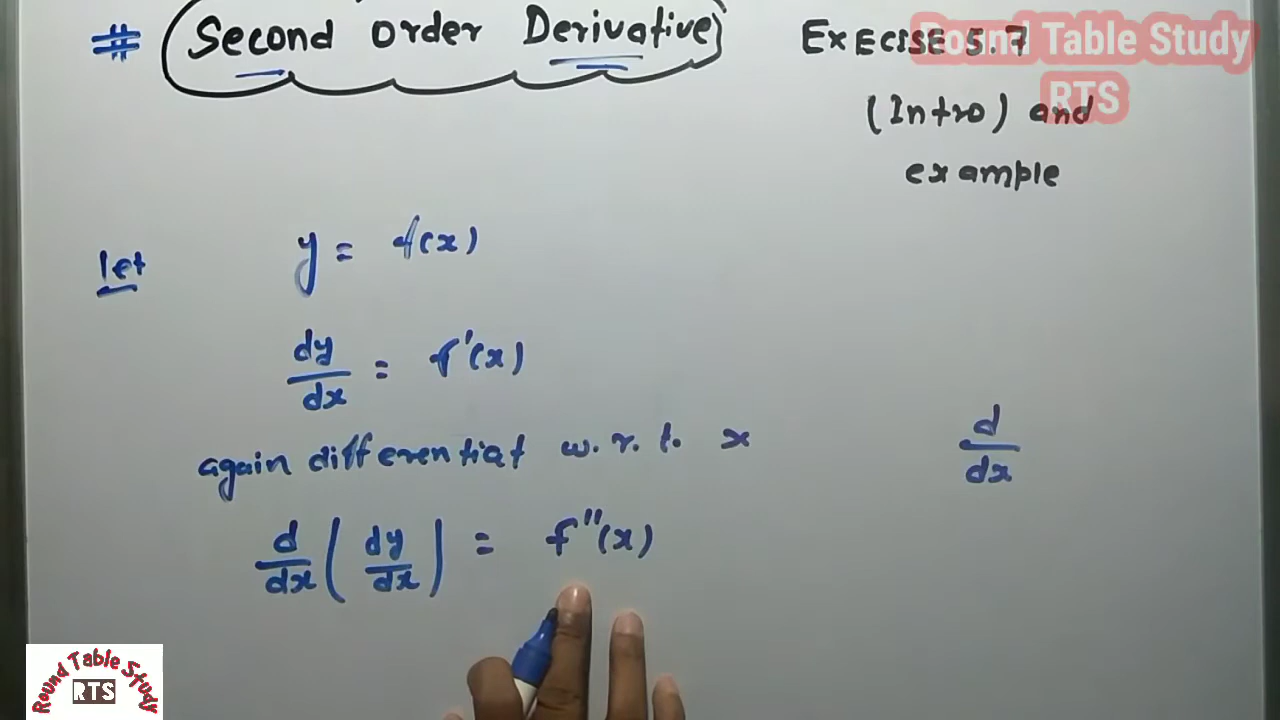 # Second Order Derivative
EXECISE 5.7
Round Table Study
RTS
(Intro) and
example
let y = f(x)
dy/dx = f'(x)
again differentiat w.r.t. x
d/dx
d/dx (dy/dx) = f''(x)
Round Table Study
RTS